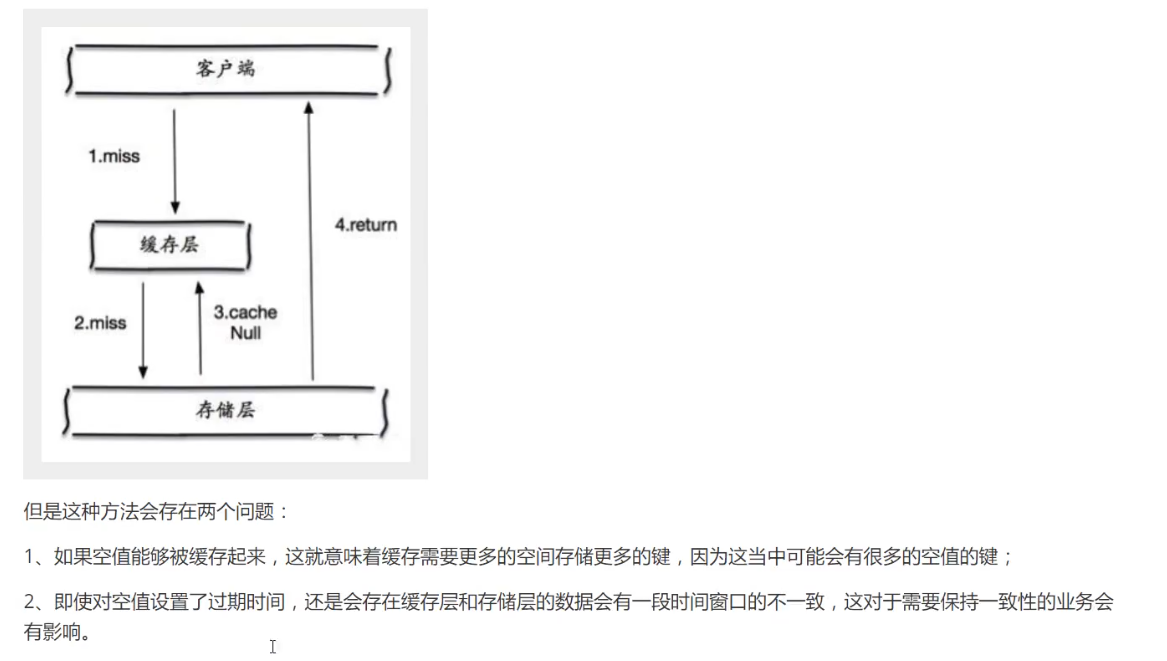 客户端
1.miss
4.return
缓存层
2.miss
3.cache
Null
存储层
但是这种方法会存在两个问题：
1、如果空值能够被缓存起来，这就意味着缓存需要更多的空间存储更多的键，因为这当中可能会有很多的空值的键；
2、即使对空值设置了过期时间，还是会存在缓存层和存储层的数据会有一段时间窗口的不一致，这对于需要保持一致性的业务会
有影响。